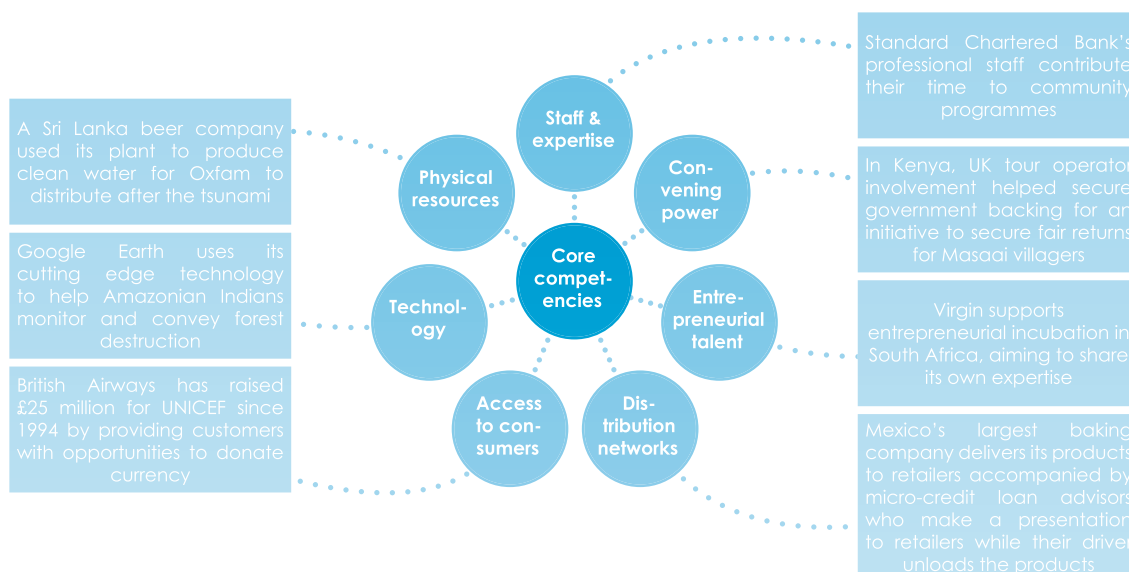 Standard Chartered Bank’s
professional staff contribute
their time to community
programmes
A Sri Lanka beer company
used its plant to produce
clean water for Oxfam to
distribute after the tsunami
Staff &
expertise
Physical
resources
Con-
vening
power
In Kenya, UK tour operator
involvement helped secure
government backing for an
initiative to secure fair returns
for Masaai villagers
Google Earth uses its
cutting edge technology
to help Amazonian Indians
monitor and convey forest
destruction
Core
compet-
encies
Technol-
ogy
Entre-
preneurial
talent
Virgin supports
entrepreneurial incubation in
South Africa, aiming to share
its own expertise
British Airways has raised
£25 million for UNICEF since
1994 by providing customers
with opportunities to donate
currency
Access
to con-
sumers
Dis-
tribution
networks
Mexico’s largest baking
company delivers its products
to retailers accompanied by
micro-credit loan advisors
who make a presentation
to retailers while their driver
unloads the products